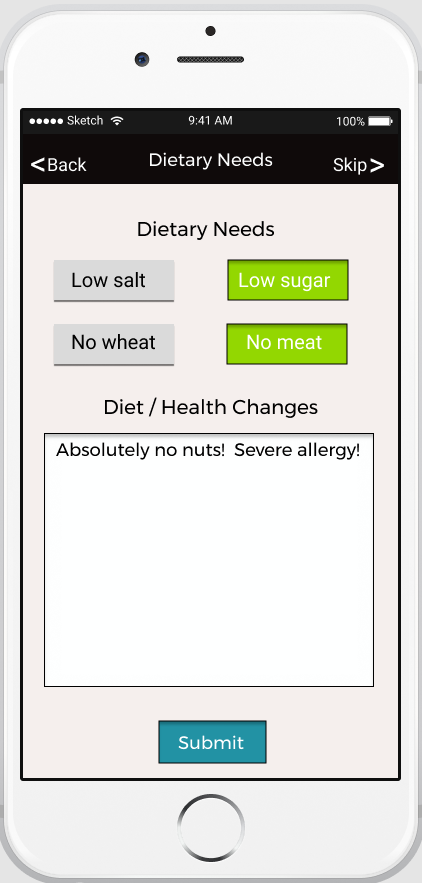 Sketch 9:41 AM 100%
<Back Dietary Needs Skip>
Dietary Needs
Low salt Low sugar
No wheat No meat
Diet / Health Changes
Absolutely no nuts! Severe allergy!
Submit